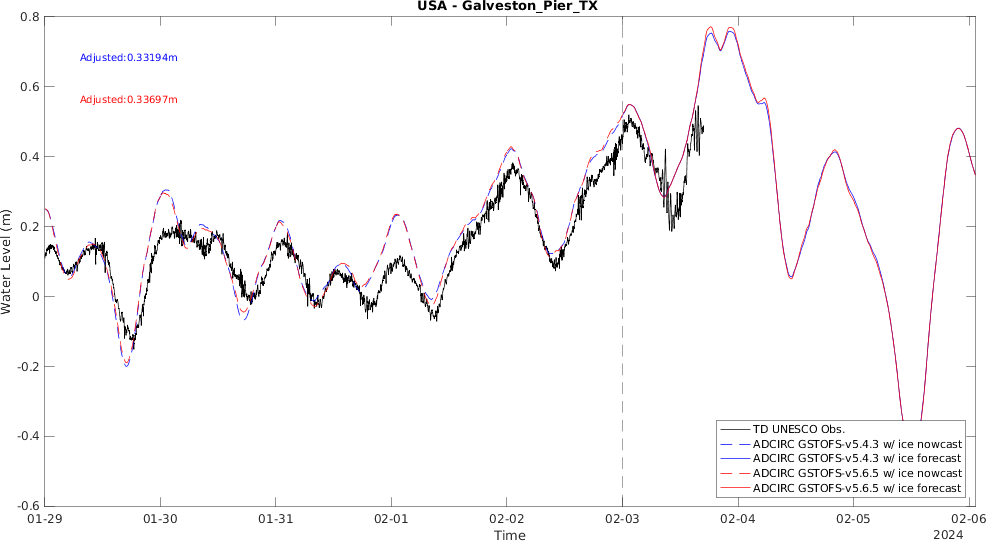 USA - Galveston_Pier_TX
Adjusted:0.33194m
Adjusted:0.33697m
Water Level (m)
0.8
0.6
0.4
0.2
0
-0.2
-0.4
-0.6
TD UNESCO Obs.
ADCIRC GSTOFS-v5.4.3 w/ ice nowcast
ADCIRC GSTOFS-v5.4.3 w/ ice forecast
ADCIRC GSTOFS-v5.6.5 w/ ice nowcast
ADCIRC GSTOFS-v5.6.5 w/ ice forecast
01-29 01-30 01-31 02-01 02-02 02-03 02-04 02-05 02-06
Time
2024